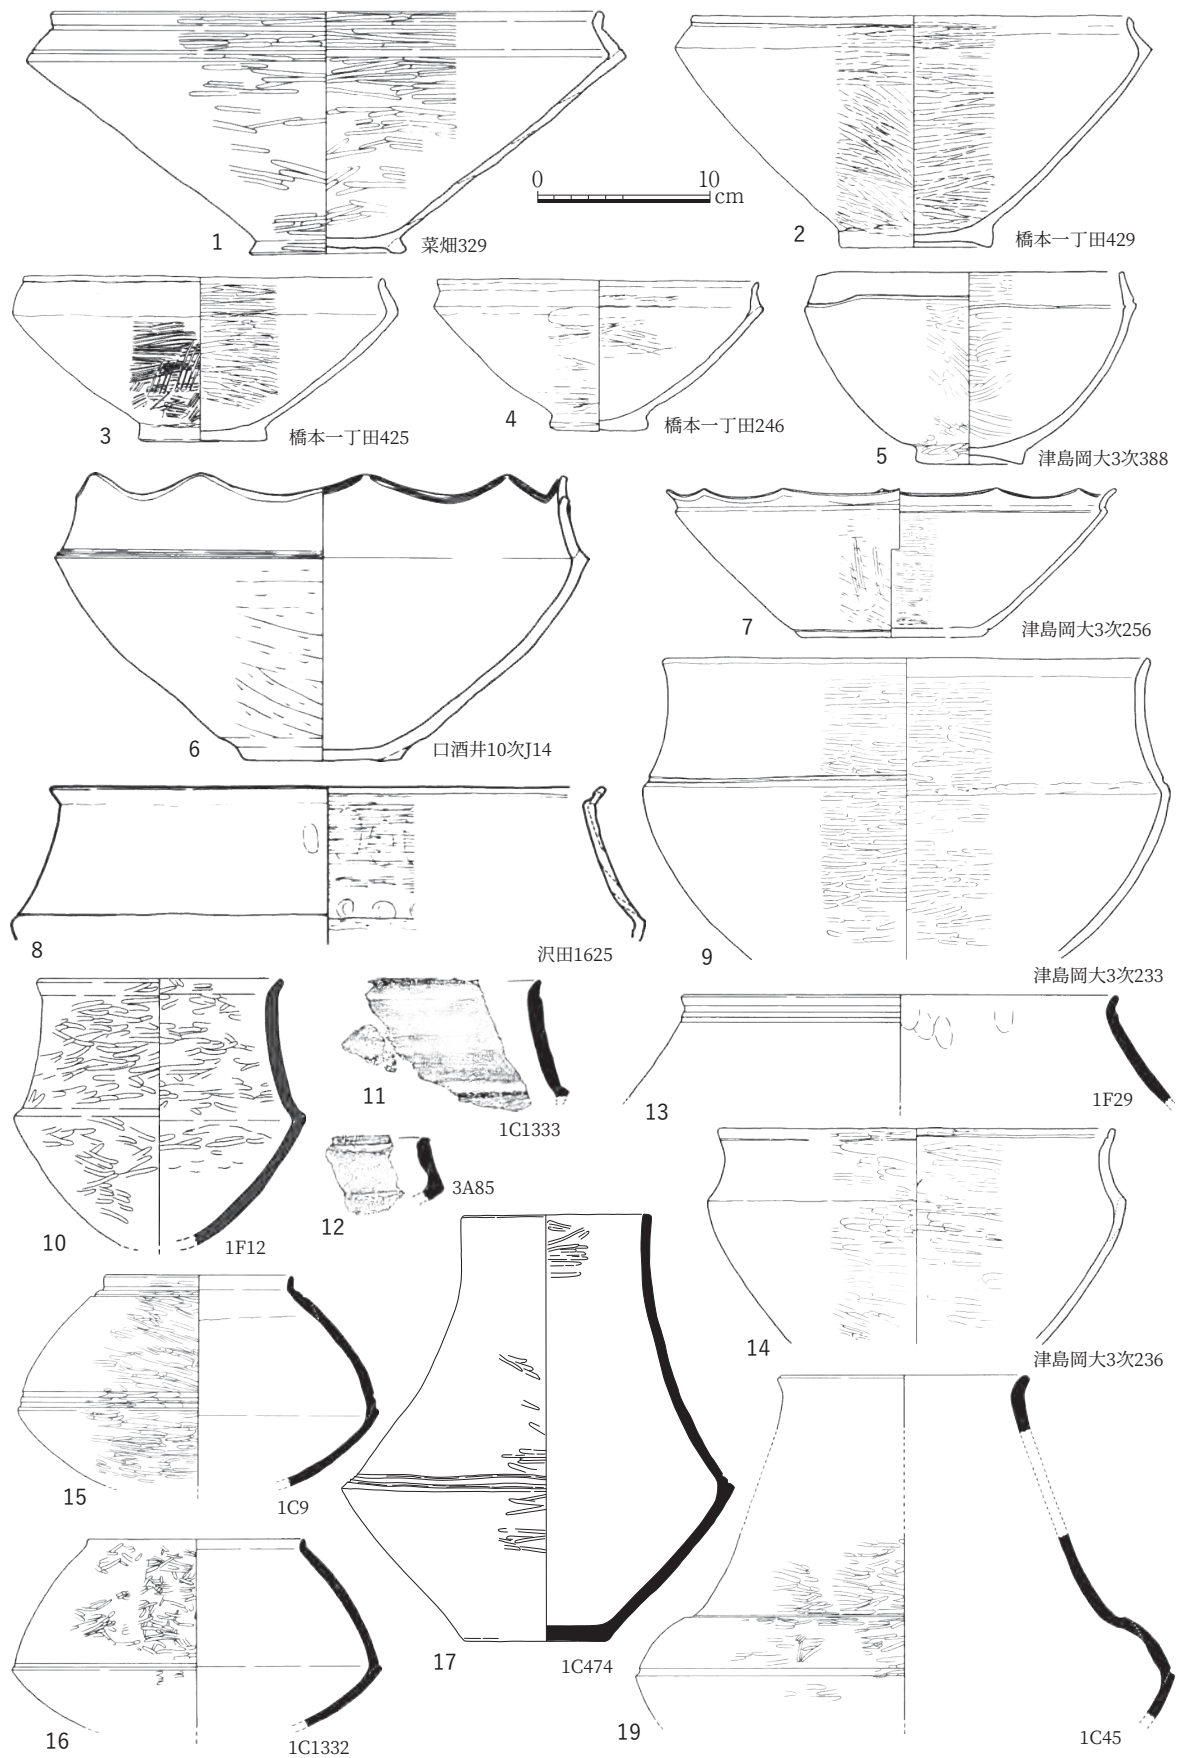 0 10
cm
1 菜畑329
2 橋本一丁田429
3 橋本一丁田425
4 橋本一丁田246
5 津島岡大3次388
6 口酒井10次J14
7 津島岡大3次256
8 沢田1625
9 津島岡大3次233
10 1F12
11 1C1333
12 3A85
13 1F29
14 津島岡大3次236
15 1C9
16 1C1332
17 1C474
19 1C45